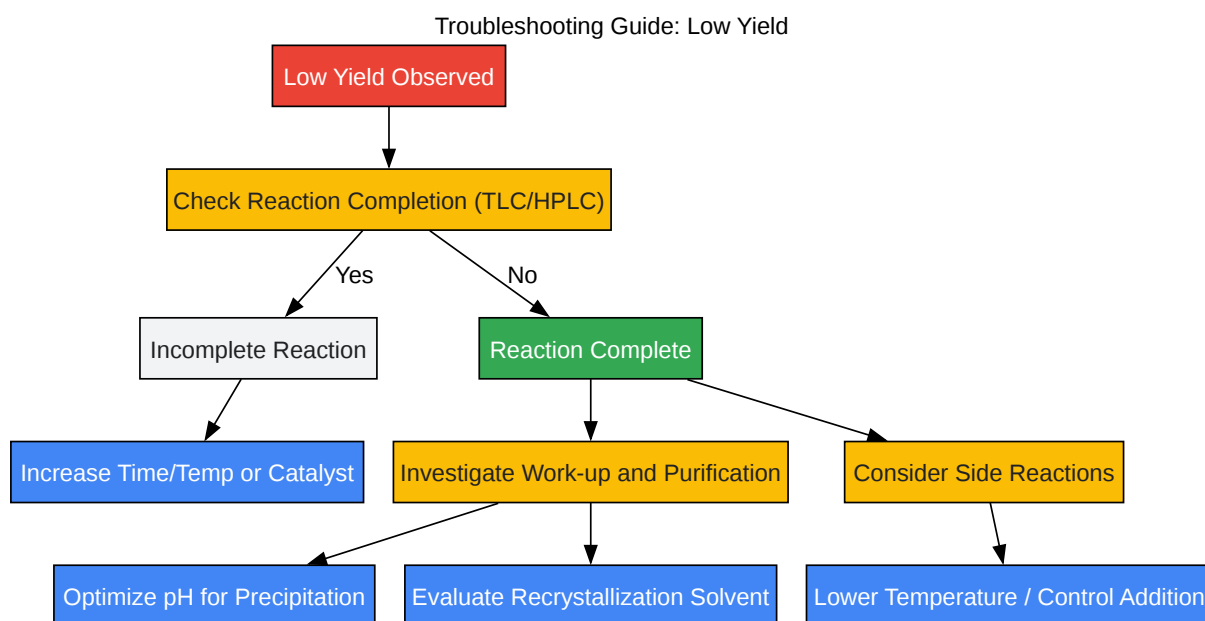 Troubleshooting Guide: Low Yield
Low Yield Observed
Check Reaction Completion (TLC/HPLC)
Yes
No
Incomplete Reaction
Reaction Complete
Increase Time/Temp or Catalyst
Investigate Work-up and Purification
Consider Side Reactions
Optimize pH for Precipitation
Evaluate Recrystallization Solvent
Lower Temperature / Control Addition